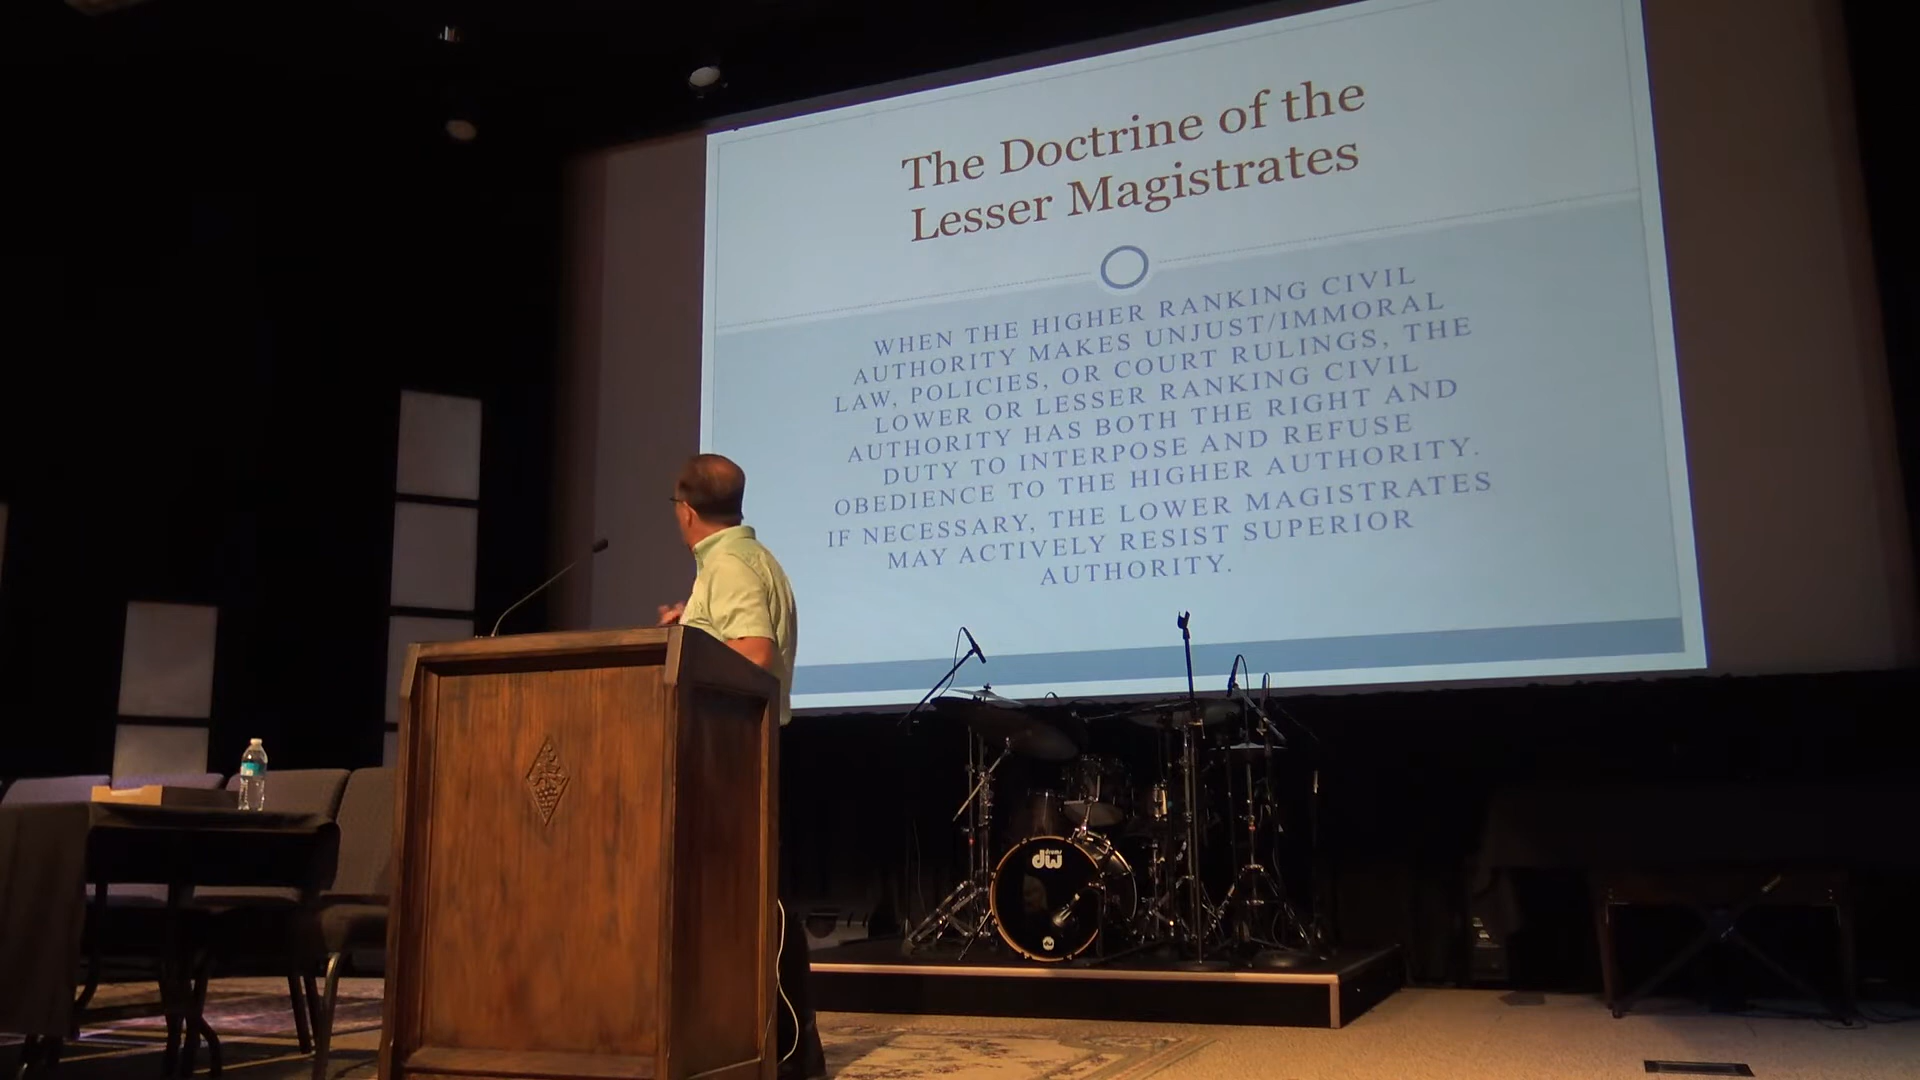 The Doctrine of the
Lesser Magistrates
WHEN THE HIGHER RANKING CIVIL
AUTHORITY MAKES UNJUST/IMMORAL
LAW, POLICIES, OR COURT RULINGS, THE
LOWER OR LESSER RANKING CIVIL
AUTHORITY HAS BOTH THE RIGHT AND
DUTY TO INTERPOSE AND REFUSE
OBEDIENCE TO THE HIGHER AUTHORITY.
IF NECESSARY, THE LOWER MAGISTRATES
MAY ACTIVELY RESIST SUPERIOR
AUTHORITY.
drums
dw
dw